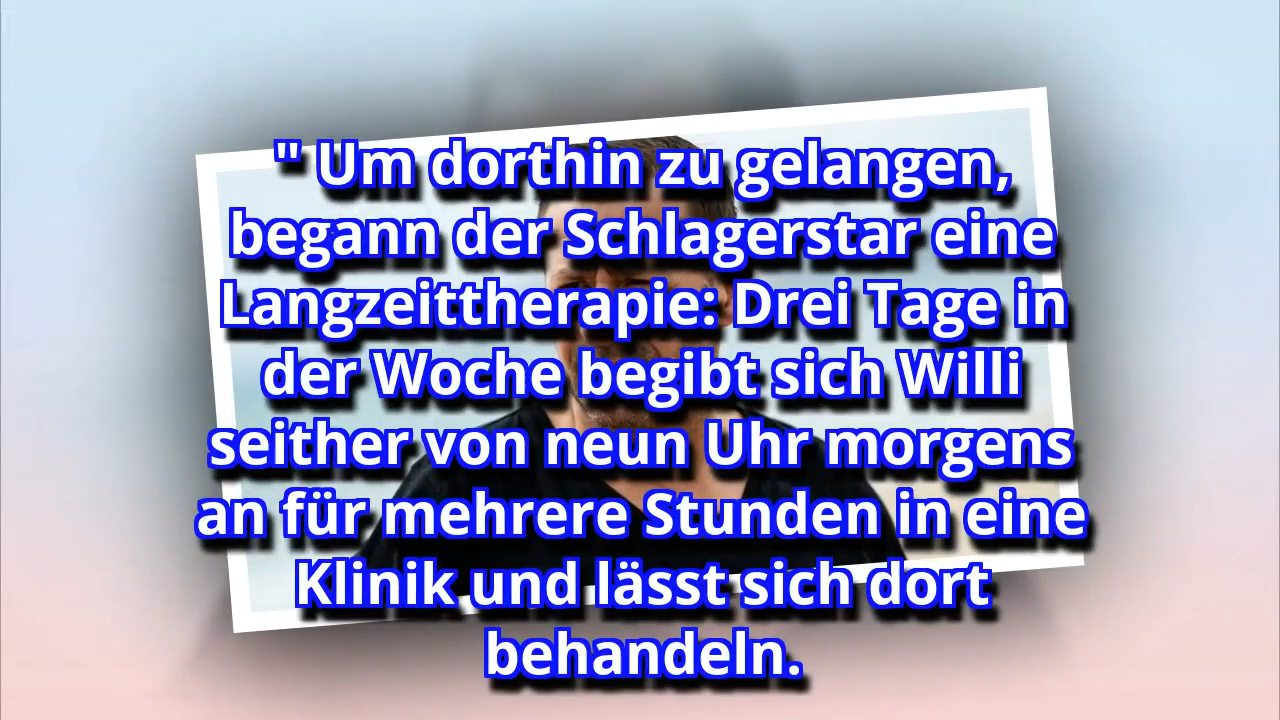 " Um dorthin zu gelangen,
begann der Schlagerstar eine
Langzeittherapie: Drei Tage in
der Woche begibt sich Willi
seither von neun Uhr morgens
an für mehrere Stunden in eine
Klinik und lässt sich dort
behandeln.